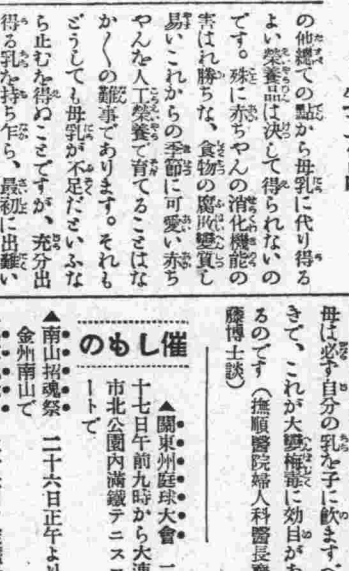 の他總ての點から母乳に代り得る
よい榮養品は決して得られないの
です。殊に赤ちやんの消化機能の
害はれ勝ちな、食物の腐敗變質し
易いこれからの季節に可愛い赤ち
やんを人工榮養で育てることはな
か〳〵の難事であります。それも
どうしても母乳が不足だといふな
ら止むを得ぬことですが、充分出
得る乳を持ち乍ら、最初に出難い
母は必ず自分の乳を子に飲ますべ
きで、これが大變梅毒に効目があ
るのです(撫順醫院婦人科醫長齋
藤博士談)
催しもの
▲關東州庭球大會
十七日午前九時から大連
市北公園內滿鐵テニスコ
ートで
▲南山招魂祭 二十六日正午より
金州南山で